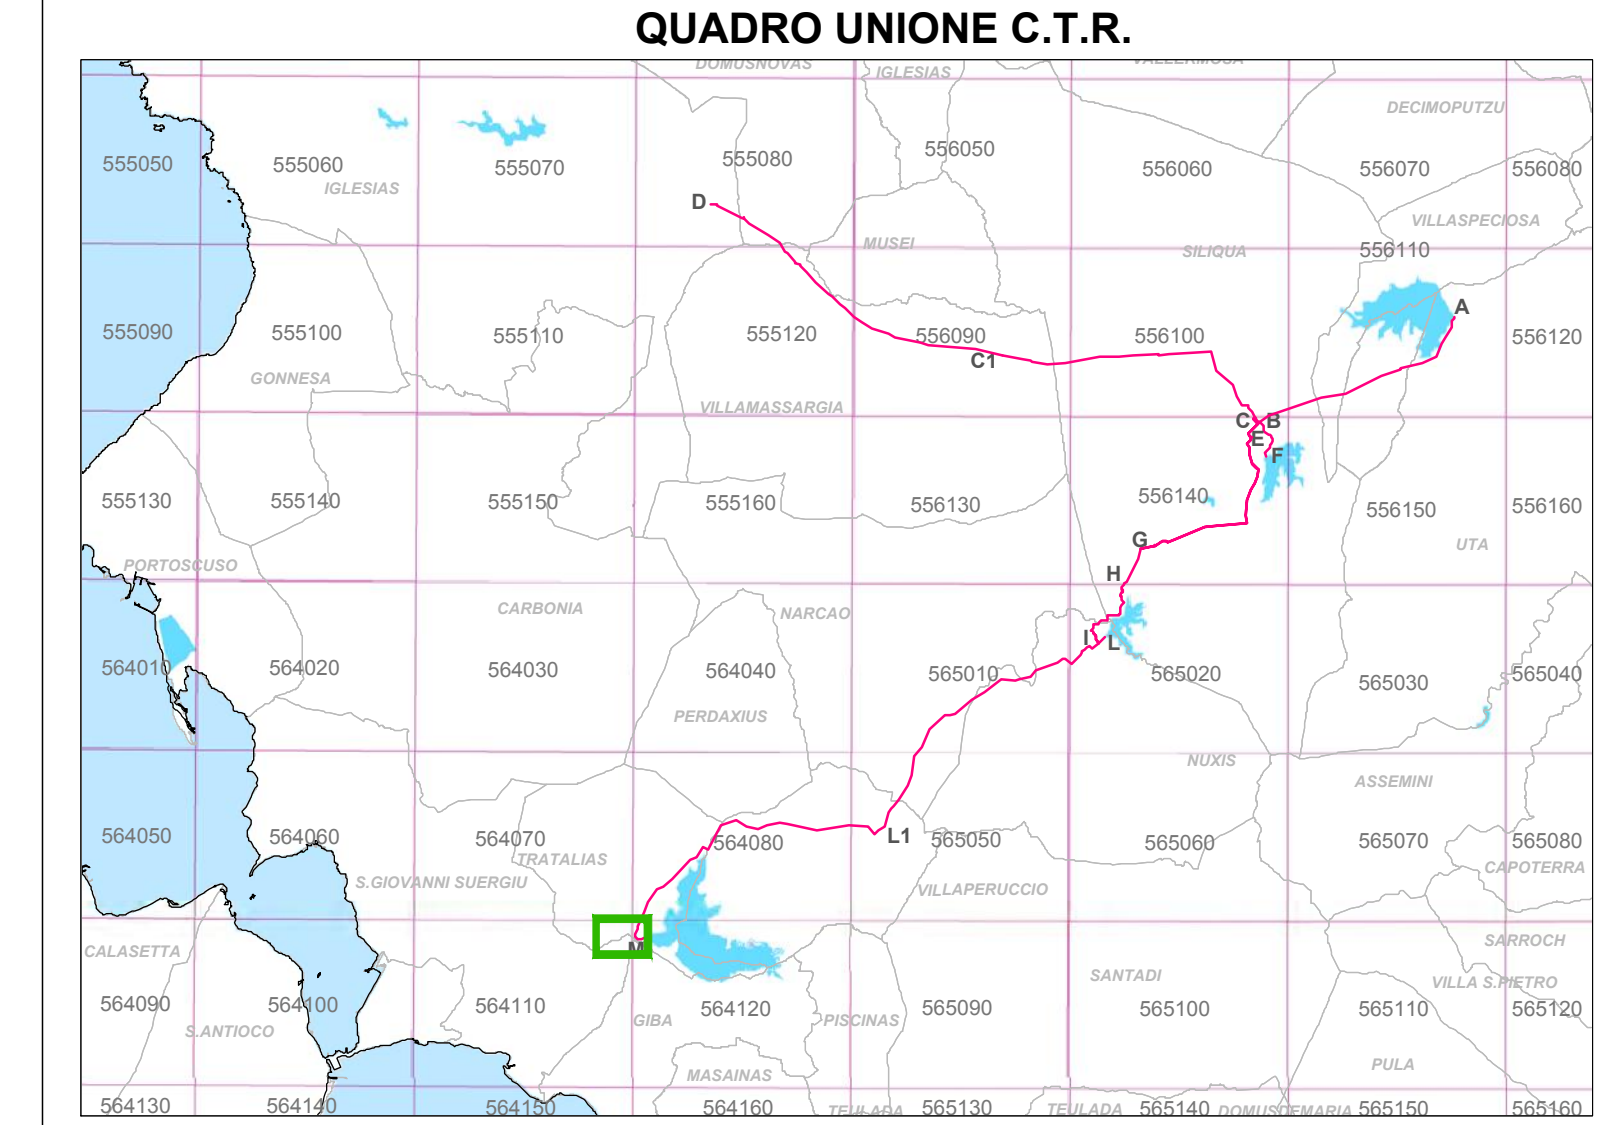 QUADRO UNIONE C.T.R.
DOMUSNOVAS
IGLESIAS
VALLERMOSA
DECIMOPUTZU
555050
555060
555070
555080
556050
556060
556070
556080
IGLESIAS
D
VILLASPECIOSA
MUSEI
SILIQUA
556110
A
555090
555100
555110
555120
556090
556100
556120
C1
GONNESA
VILLAMASSARGIA
C
B
E
F
555130
555140
555150
555160
556130
556140
556150
556160
G
UTA
PORTOSCUSO
H
CARBONIA
NARCAO
I
L
564010
564020
564030
564040
565010
565020
565030
565040
PERDAXIUS
NUXIS
ASSEMINI
564050
564060
564070
564080
L1
565050
565060
565070
565080
TRATALIAS
CAPOTERRA
S.GIOVANNI SUERGIU
VILLAPERUCCIO
M
CALASETTA
SARROCH
SANTADI
VILLA S.PIETRO
564090
564100
564110
564120
565090
565100
565110
565120
S.ANTIOCO
GIBA
PISCINAS
PULA
MASAINAS
564130
564140
564150
564160
TEULADA
565130
TEULADA
565140
DOMUSDEMARIA
565150
565160